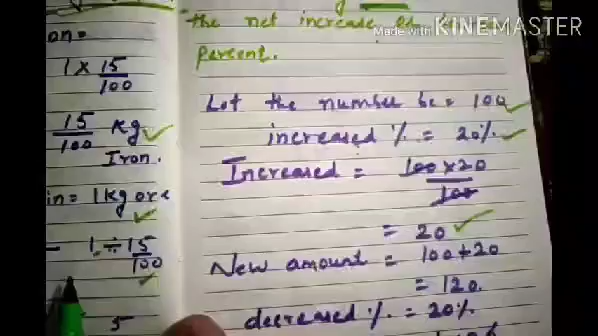 Made with KINEMASTER
the net increase
percent.
on=
1 × 15/100
15/100 kg
Iron.
in = 1 kg ore
1 ÷ 15/100
5
Let the number be = 100
increased % = 20%
Increased = 100×20/100
= 20
New amount = 100+20
= 120
decreased % = 20%